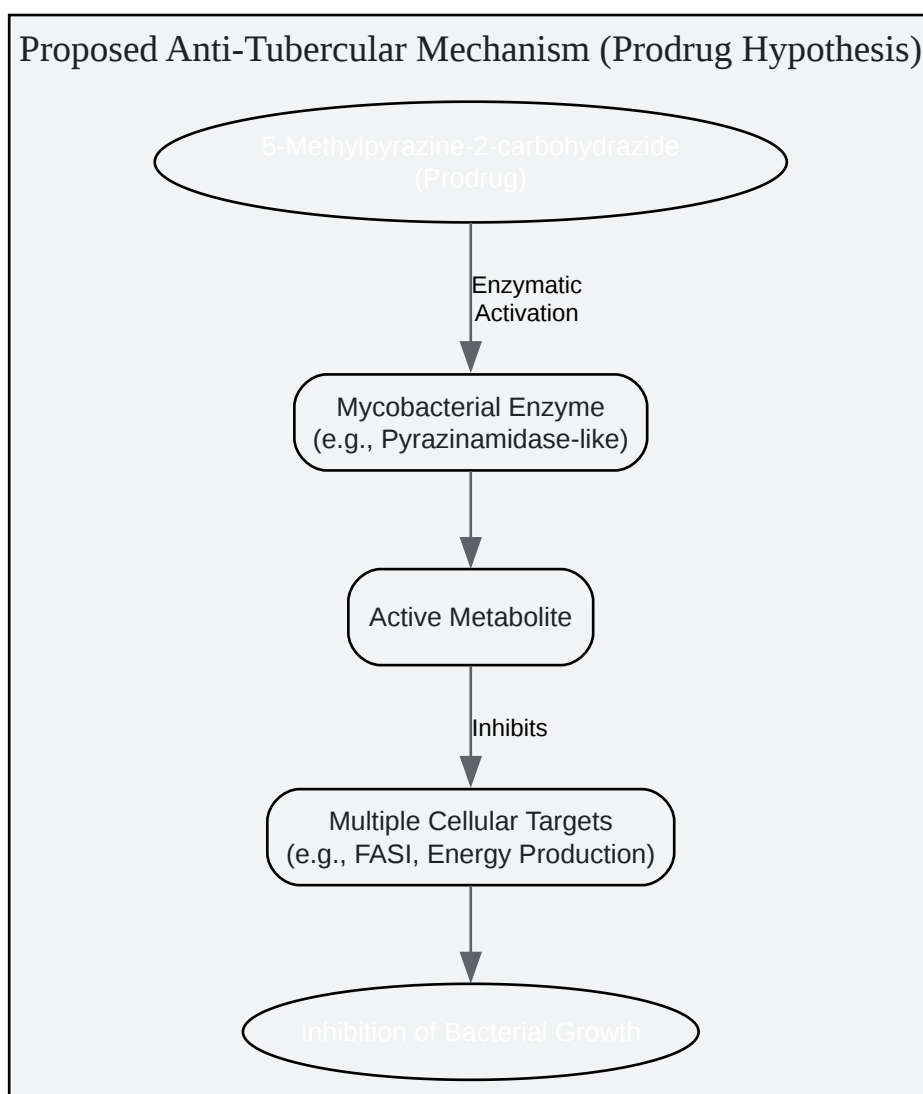 Proposed Anti-Tubercular Mechanism (Prodrug Hypothesis)
5-Methylpyrazine-2-carbohydrazide
(Prodrug)
Enzymatic
Activation
Mycobacterial Enzyme
(e.g., Pyrazinamidase-like)
Active Metabolite
Inhibits
Multiple Cellular Targets
(e.g., FASI, Energy Production)
Inhibition of Bacterial Growth